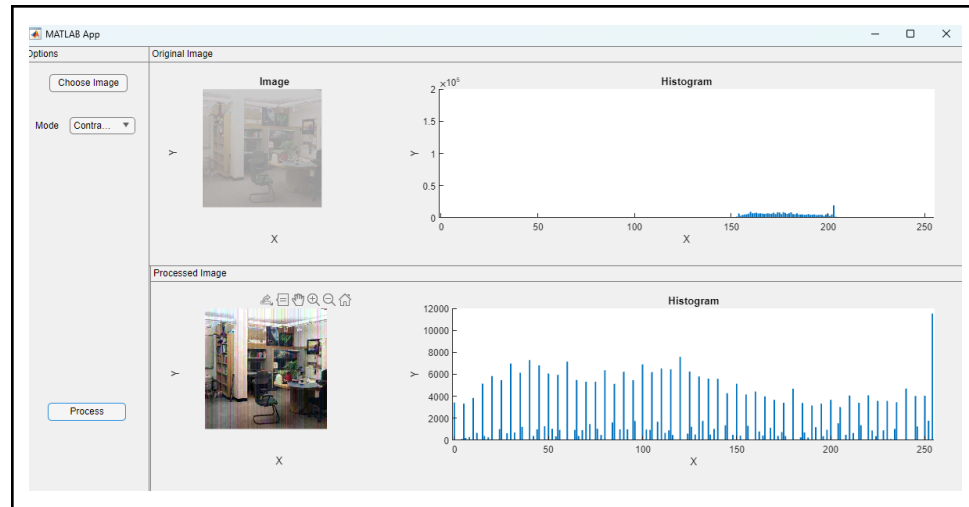 MATLAB App
Options
Choose Image
Mode Contra...
Process
Original Image
Image
Y
X
Histogram
×10⁵
2
1.5
1
0.5
0
Y
0 50 100 150 200 250
X
Processed Image
Y
X
Histogram
12000
10000
8000
6000
4000
2000
0
Y
0 50 100 150 200 250
X